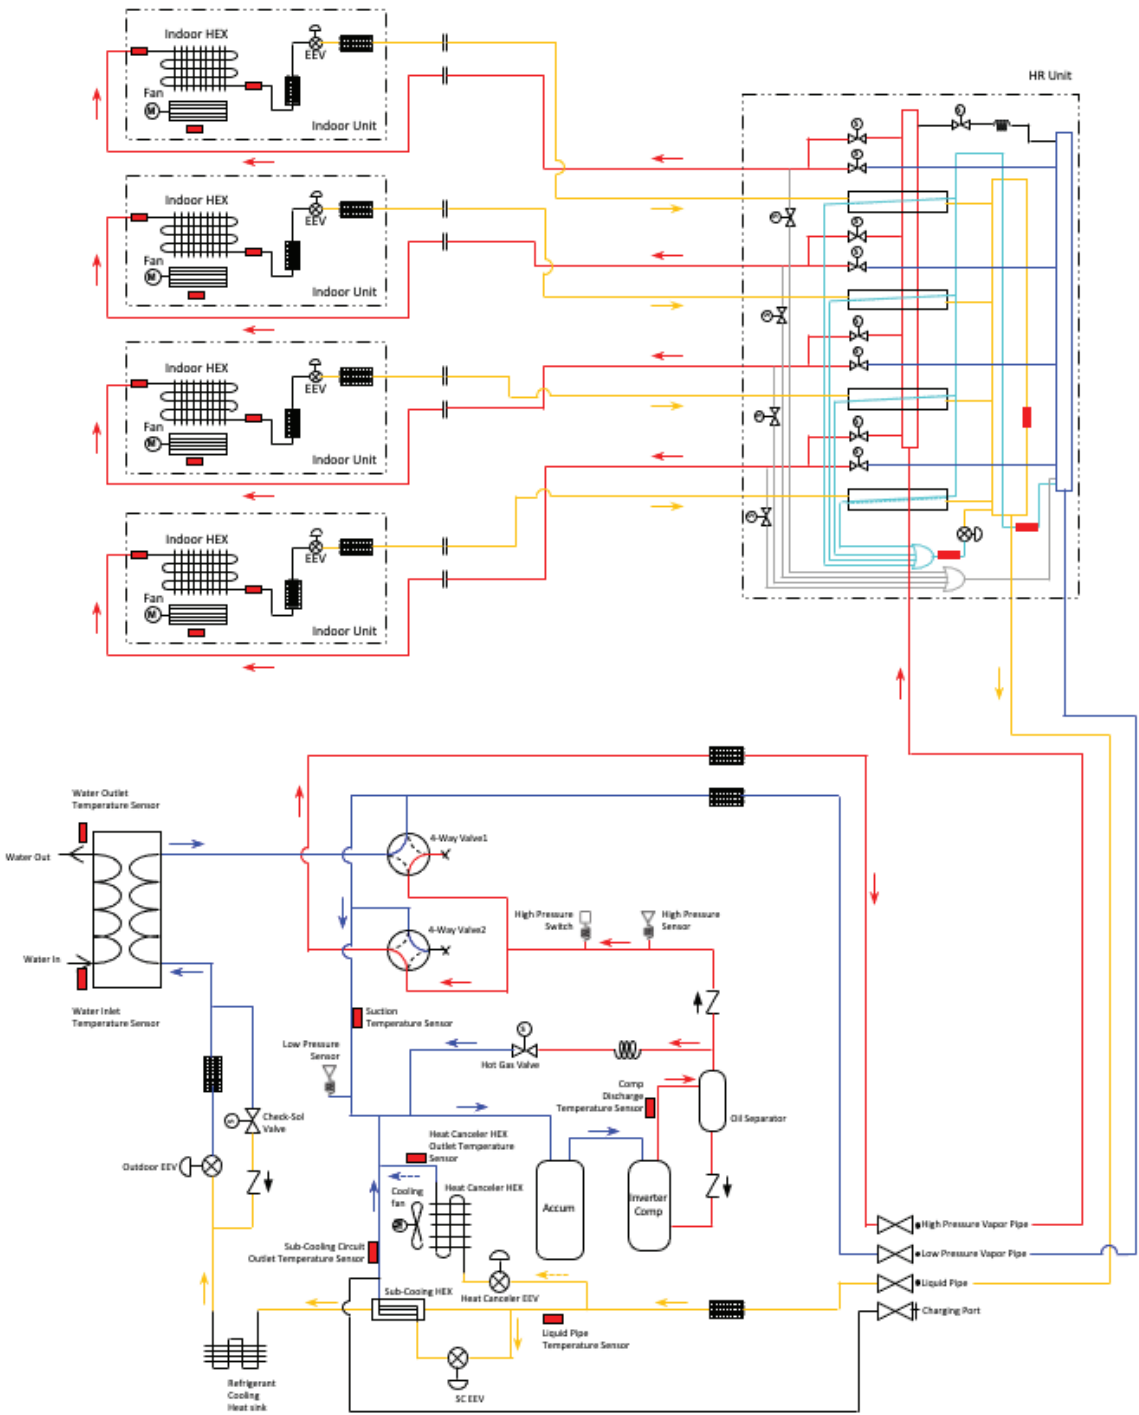 HR Unit
Indoor HEX
EEV
Fan
M
Indoor Unit
Indoor HEX
EEV
Fan
M
Indoor Unit
Indoor HEX
EEV
Fan
M
Indoor Unit
Indoor HEX
EEV
Fan
M
Indoor Unit
Water Outlet
Temperature Sensor
Water Out
4-Way Valve1
High Pressure
Switch
High Pressure
Sensor
4-Way Valve2
Water In
Water Inlet
Temperature Sensor
Suction
Temperature Sensor
Low Pressure
Sensor
S
Hot Gas Valve
Comp
Discharge
Temperature Sensor
Oil Separator
Check-Sol
Valve
Heat Canceler HEX
Outlet Temperature
Sensor
Outdoor EEV
Cooling
fan
Heat Canceler HEX
Accum
Inverter
Comp
High Pressure Vapor Pipe
Sub-Cooling Circuit
Outlet Temperature Sensor
Low Pressure Vapor Pipe
Sub-Cooing HEX
Heat Canceler EEV
Liquid Pipe
Charging Port
Liquid Pipe
Temperature Sensor
Refrigerant
Cooling
Heat sink
SC EEV